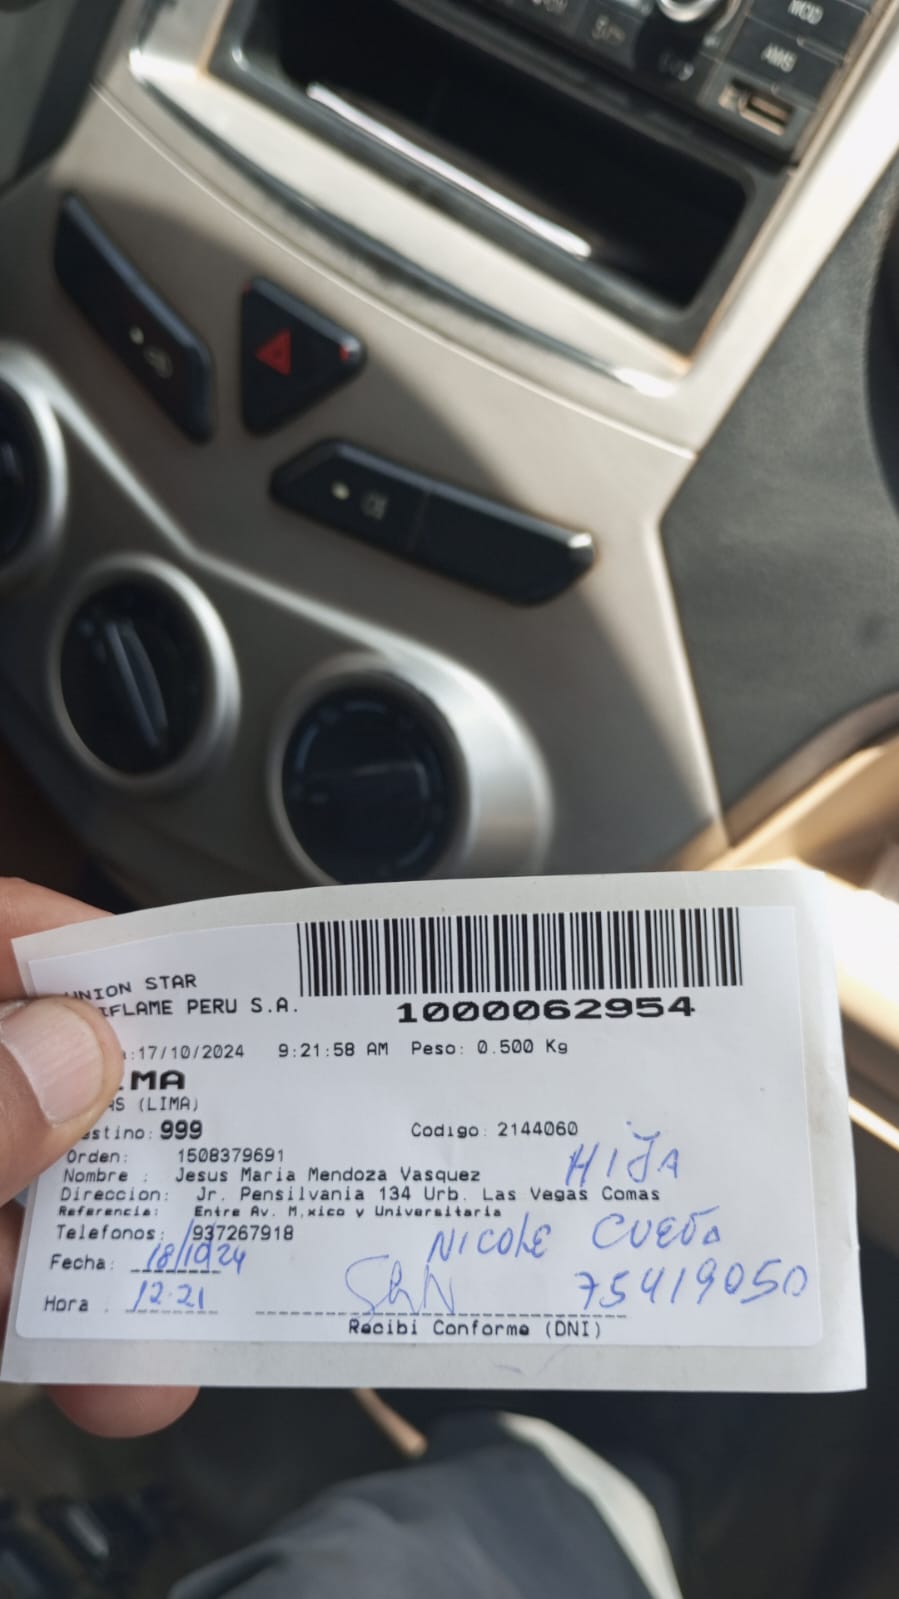 MOD
AMS
UNION STAR
IFLAME PERU S.A.
1000062954
:17/10/2024 9:21:58 AM Peso: 0.500 Kg
IMA
AS (LIMA)
estino: 999 Codigo: 2144060
Orden: 1508379691
HIJA
Nombre : Jesus Maria Mendoza Vasquez
Direccion: Jr. Pensilvania 134 Urb. Las Vegas Comas
Referencia: Entre Av. M,xico y Universitaria
Telefonos: 937267918
NICOLE
Fecha: 18/10/24
75419050
Hora : 12:21
Recibi Conforme (DNI)